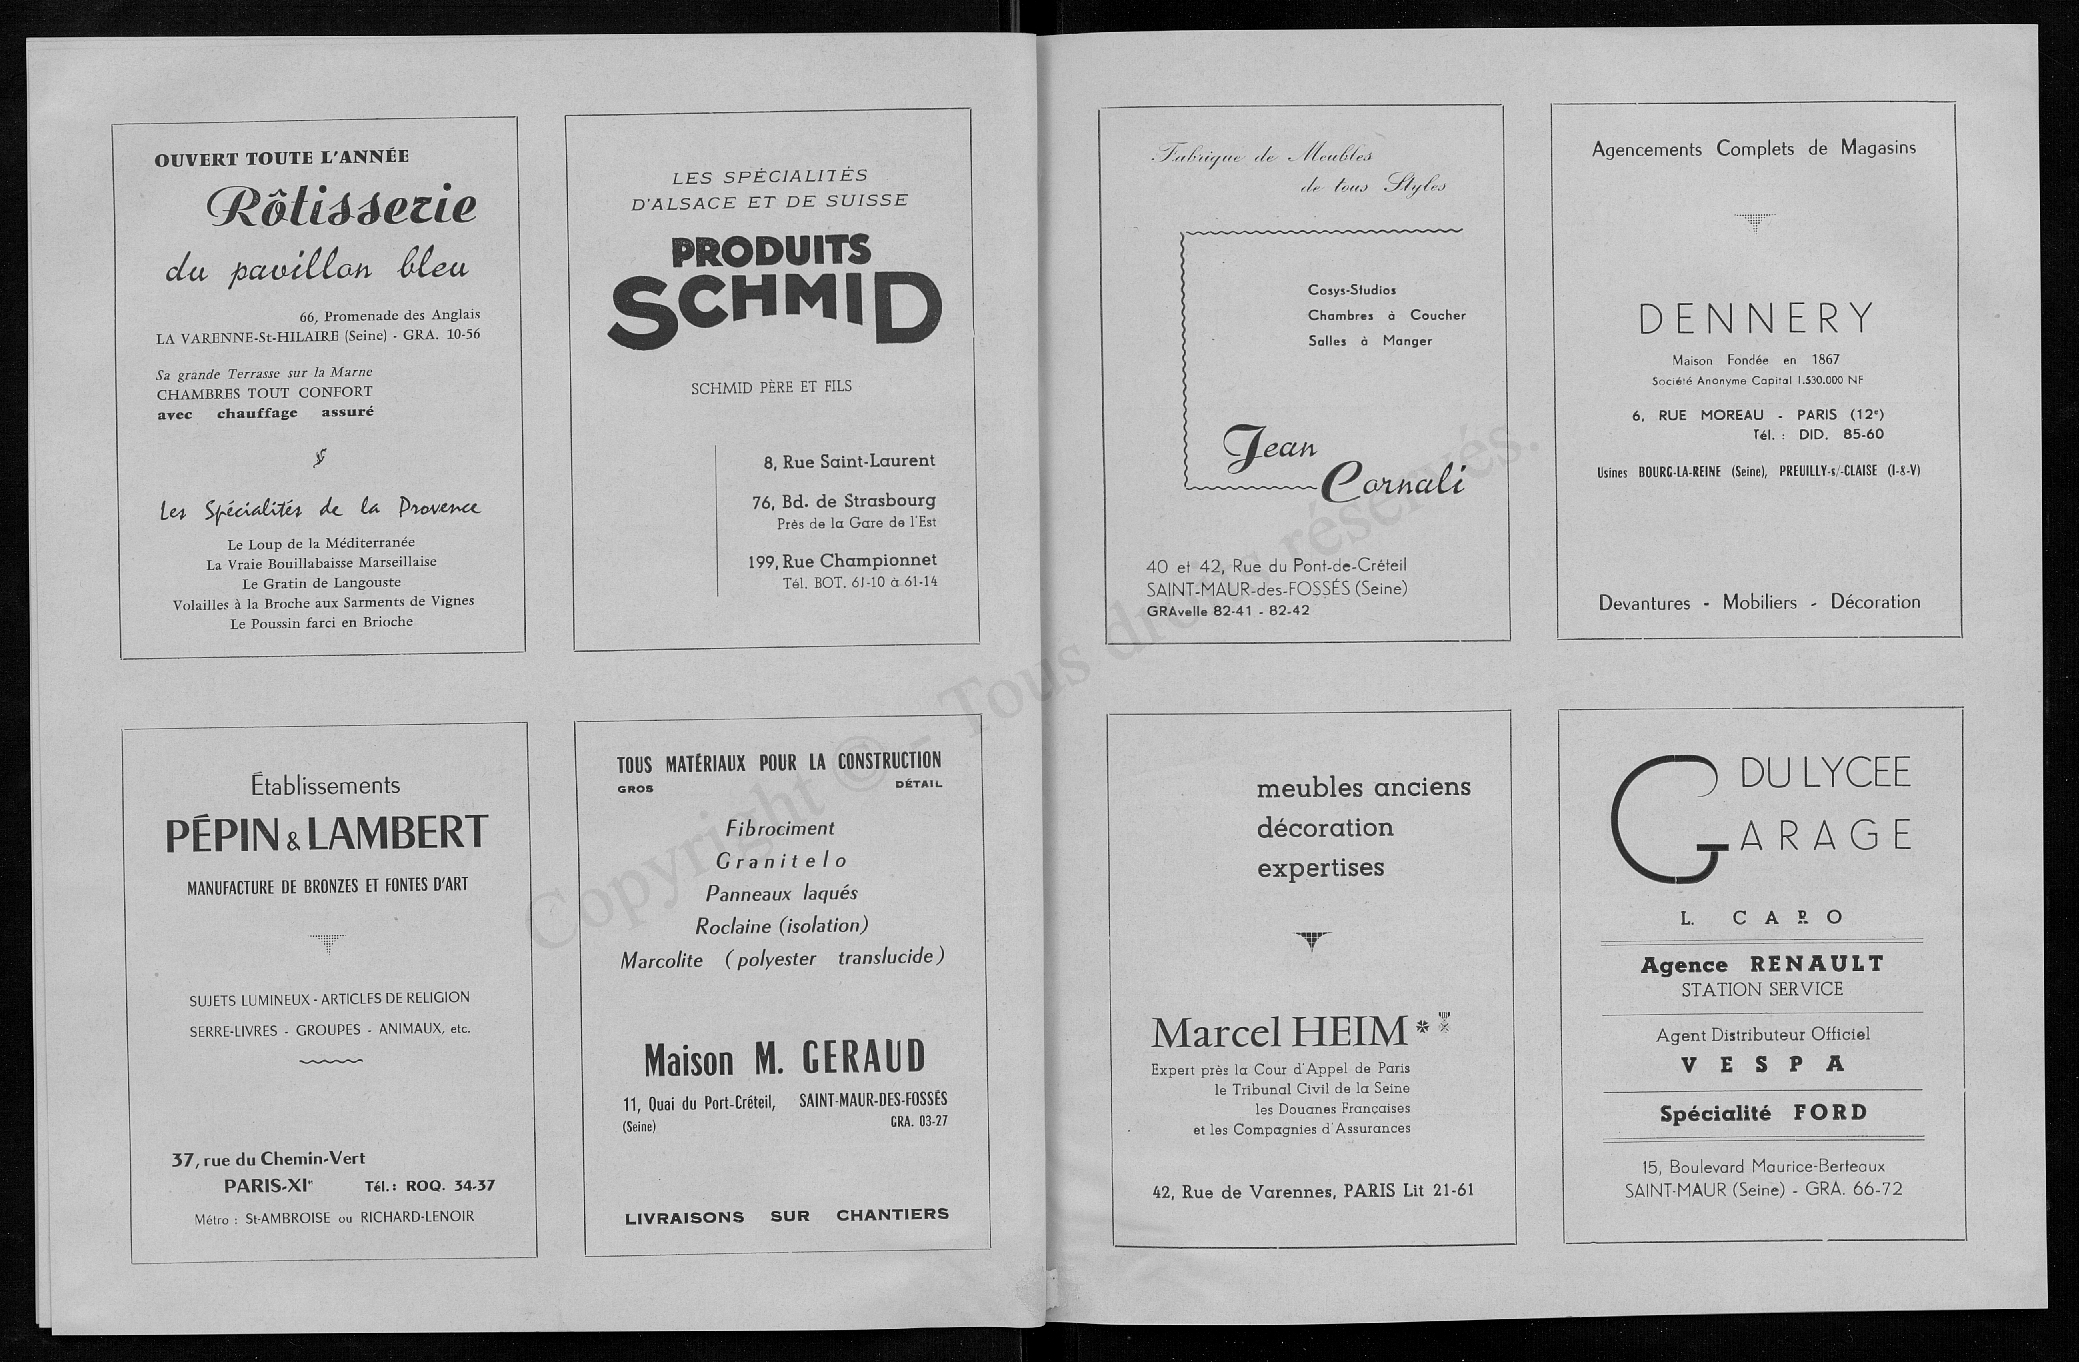 OUVERT TOUTE L'ANNÉE
Rôtisserie
du pavillon bleu
66, Promenade des Anglais
LA VARENNE-St-HILAIRE (Seine) - GRA. 10-56
Sa grande Terrasse sur la Marne
CHAMBRES TOUT CONFORT
avec chauffage assuré
Les Spécialités de la Provence
Le Loup de la Méditerranée
La Vraie Bouillabaisse Marseillaise
Le Gratin de Langouste
Volailles à la Broche aux Sarments de Vignes
Le Poussin farci en Brioche
LES SPÉCIALITÉS
D'ALSACE ET DE SUISSE
PRODUITS
SCHMID
SCHMID PÈRE ET FILS
8, Rue Saint-Laurent
76, Bd. de Strasbourg
Près de la Gare de l'Est
199, Rue Championnet
Tél. BOT. 61-10 à 61-14
Établissements
PÉPIN & LAMBERT
MANUFACTURE DE BRONZES ET FONTES D'ART
SUJETS LUMINEUX - ARTICLES DE RELIGION
SERRE-LIVRES - GROUPES - ANIMAUX, etc.
37, rue du Chemin-Vert
PARIS-XIe Tél.: ROQ. 34-37
Métro : St-AMBROISE ou RICHARD-LENOIR
TOUS MATÉRIAUX POUR LA CONSTRUCTION
GROS DÉTAIL
Fibrociment
Granitelo
Panneaux laqués
Roclaine (isolation)
Marcolite (polyester translucide)
Maison M. GERAUD
11, Quai du Port-Créteil, SAINT-MAUR-DES-FOSSÉS
(Seine) GRA. 03-27
LIVRAISONS SUR CHANTIERS
Fabrique de Meubles
de tous Styles
Cosys-Studios
Chambres à Coucher
Salles à Manger
Jean
Cornali
40 et 42, Rue du Pont-de-Créteil
SAINT-MAUR-des-FOSSÉS (Seine)
GRAvelle 82-41 - 82-42
Agencements Complets de Magasins
DENNERY
Maison Fondée en 1867
Société Anonyme Capital 1.530.000 NF
6, RUE MOREAU - PARIS (12e)
Tél. : DID. 85-60
Usines BOURG-LA-REINE (Seine), PREUILLY-s/-CLAISE (I-&-V)
Devantures - Mobiliers - Décoration
meubles anciens
décoration
expertises
Marcel HEIM
Expert près la Cour d'Appel de Paris
le Tribunal Civil de la Seine
les Douanes Françaises
et les Compagnies d'Assurances
42, Rue de Varennes, PARIS Lit 21-61
DU LYCEE
GARAGE
L. CARO
Agence RENAULT
STATION SERVICE
Agent Distributeur Officiel
VESPA
Spécialité FORD
15, Boulevard Maurice-Berteaux
SAINT-MAUR (Seine) - GRA. 66-72
Copyright © - Tous droits réservés.